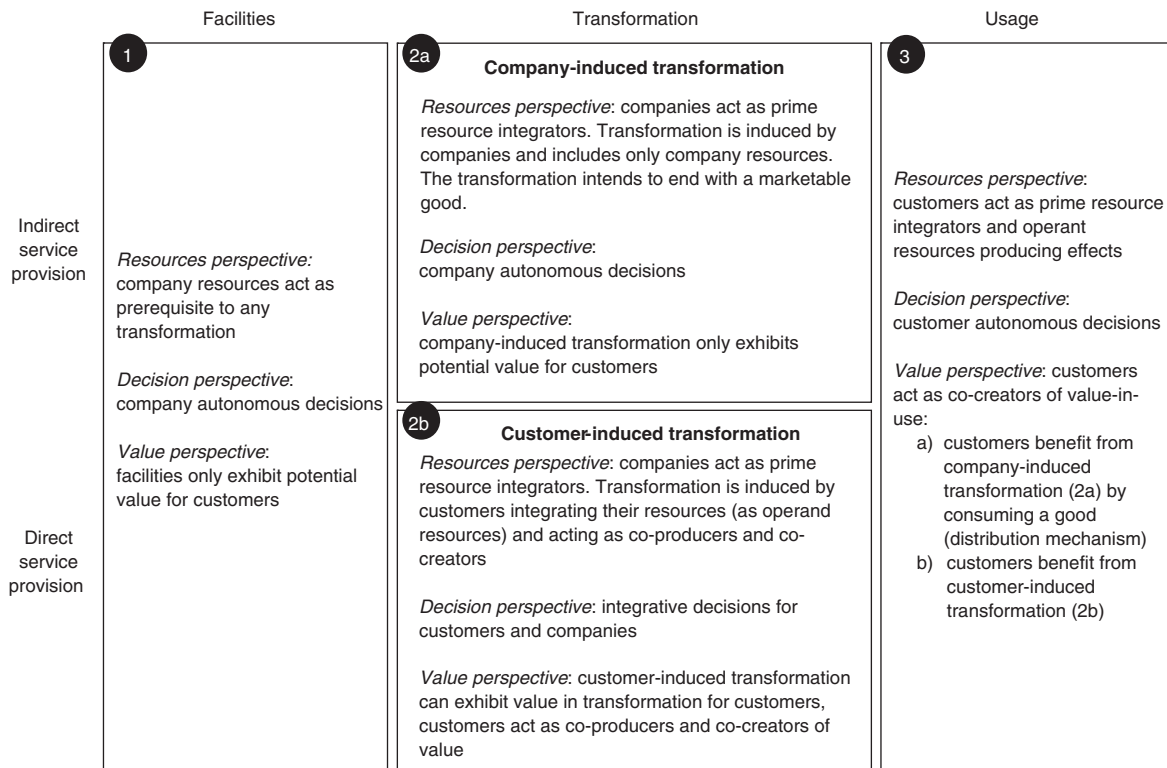 Facilities
Transformation
Usage
Indirect
service
provision
Direct
service
provision
1
Resources perspective:
company resources act as
prerequisite to any
transformation
Decision perspective:
company autonomous decisions
Value perspective:
facilities only exhibit potential
value for customers
2a
Company-induced transformation
Resources perspective: companies act as prime
resource integrators. Transformation is induced by
companies and includes only company resources.
The transformation intends to end with a marketable
good.
Decision perspective:
company autonomous decisions
Value perspective:
company-induced transformation only exhibits
potential value for customers
2b
Customer-induced transformation
Resources perspective: companies act as prime
resource integrators. Transformation is induced by
customers integrating their resources (as operand
resources) and acting as co-producers and co-
creators
Decision perspective: integrative decisions for
customers and companies
Value perspective: customer-induced transformation
can exhibit value in transformation for customers,
customers act as co-producers and co-creators of
value
3
Resources perspective:
customers act as prime resource
integrators and operant
resources producing effects
Decision perspective:
customer autonomous decisions
Value perspective: customers
act as co-creators of value-in-
use:
a) customers benefit from
company-induced
transformation (2a) by
consuming a good
(distribution mechanism)
b) customers benefit from
customer-induced
transformation (2b)